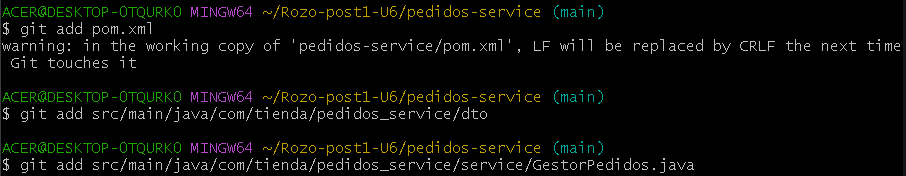 ACER@DESKTOP-OTQURKO MINGW64 ~/Rozo-post1-U6/pedidos-service (main)
$ git add pom.xml
warning: in the working copy of 'pedidos-service/pom.xml', LF will be replaced by CRLF the next time
 Git touches it
ACER@DESKTOP-OTQURKO MINGW64 ~/Rozo-post1-U6/pedidos-service (main)
$ git add src/main/java/com/tienda/pedidos_service/dto
ACER@DESKTOP-OTQURKO MINGW64 ~/Rozo-post1-U6/pedidos-service (main)
$ git add src/main/java/com/tienda/pedidos_service/service/GestorPedidos.java